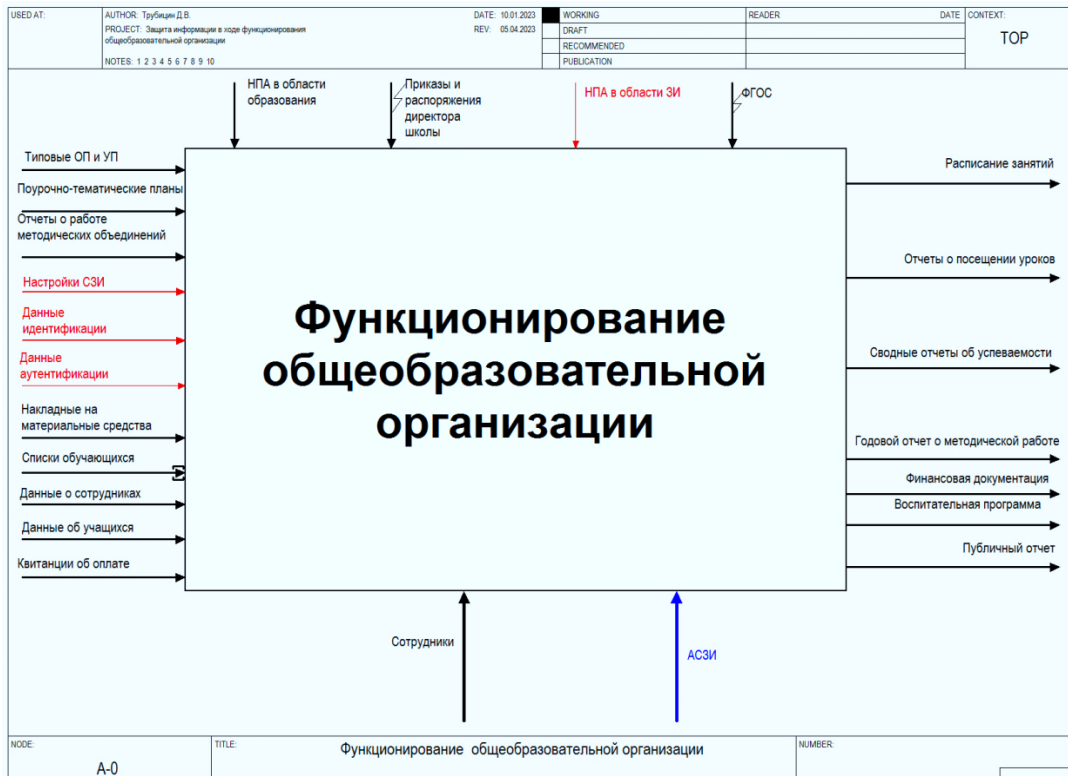 USED AT:
AUTHOR: Трубицин Д.В.
DATE: 10.01.2023
WORKING
READER
DATE
CONTEXT:
PROJECT: Защита информации в ходе функционирования
REV: 05.04.2023
DRAFT
TOP
общеобразовательной организации
RECOMMENDED
NOTES: 1 2 3 4 5 6 7 8 9 10
PUBLICATION
НПА в области
образования
Приказы и
распоряжения
директора
школы
НПА в области ЗИ
ФГОС
Типовые ОП и УП
Поурочно-тематические планы
Отчеты о работе
методических объединений
Настройки СЗИ
Данные
идентификации
Данные
аутентификации
Накладные на
материальные средства
Списки обучающихся
Данные о сотрудниках
Данные об учащихся
Квитанции об оплате
Функционирование
общеобразовательной
организации
Расписание занятий
Отчеты о посещении уроков
Сводные отчеты об успеваемости
Годовой отчет о методической работе
Финансовая документация
Воспитательная программа
Публичный отчет
Сотрудники
АСЗИ
NODE:
TITLE:
Функционирование общеобразовательной организации
NUMBER:
A-0